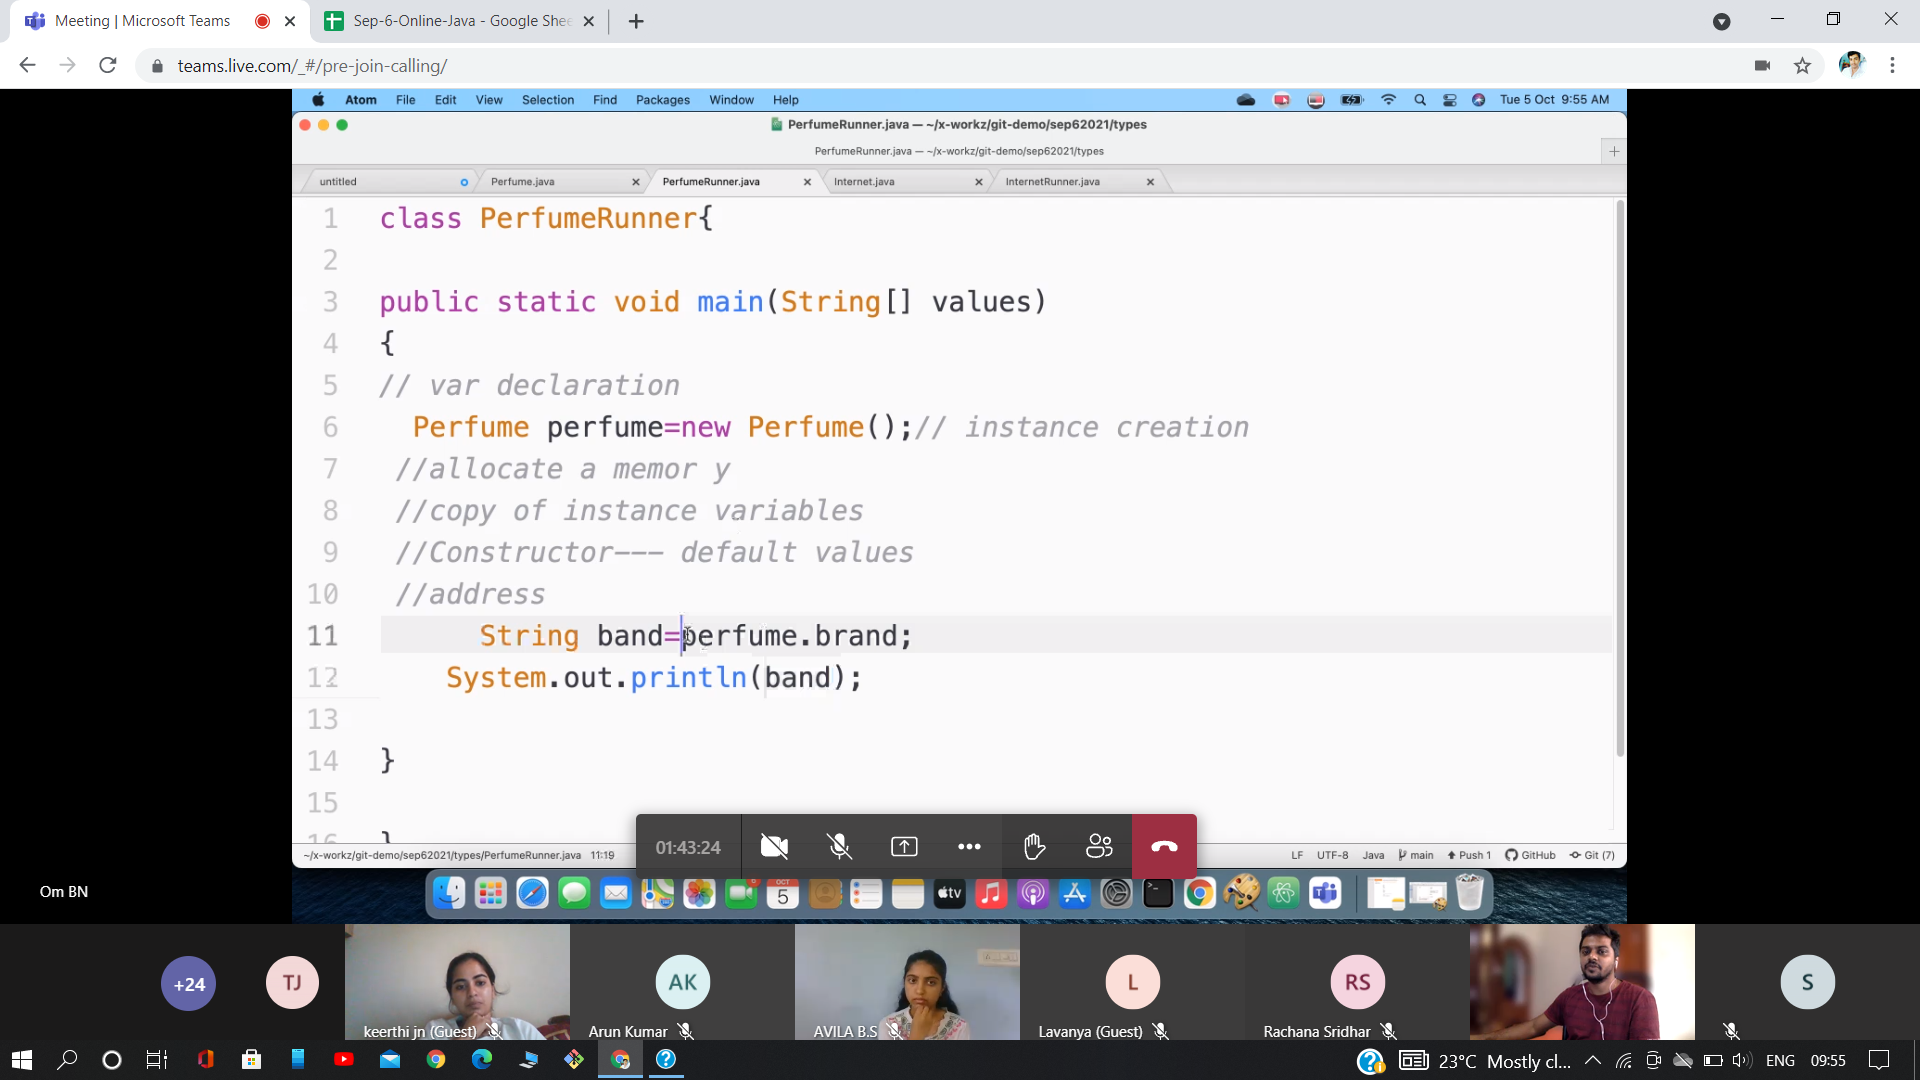 Meeting | Microsoft Teams
Sep-6-Online-Java - Google Shee
teams.live.com/_#/pre-join-calling/
Atom File Edit View Selection Find Packages Window Help Tue 5 Oct 9:55 AM
PerfumeRunner.java — ~/x-workz/git-demo/sep62021/types
PerfumeRunner.java — ~/x-workz/git-demo/sep62021/types
untitled Perfume.java PerfumeRunner.java Internet.java InternetRunner.java
1 class PerfumeRunner{
2
3 public static void main(String[] values)
4 {
5 // var declaration
6 Perfume perfume=new Perfume();// instance creation
7 //allocate a memor y
8 //copy of instance variables
9 //Constructor--- default values
10 //address
11 String band=perfume.brand;
12 System.out.println(band);
13
14 }
15
16 }
01:43:24
~/x-workz/git-demo/sep62021/types/PerfumeRunner.java 11:19 LF UTF-8 Java main Push 1 GitHub Git (7)
Om BN
OCT
5
tv
+24
TJ
keerthi jn (Guest)
AK
Arun Kumar
AVILA B.S
L
Lavanya (Guest)
RS
Rachana Sridhar
S
23°C Mostly cl... ENG 09:55